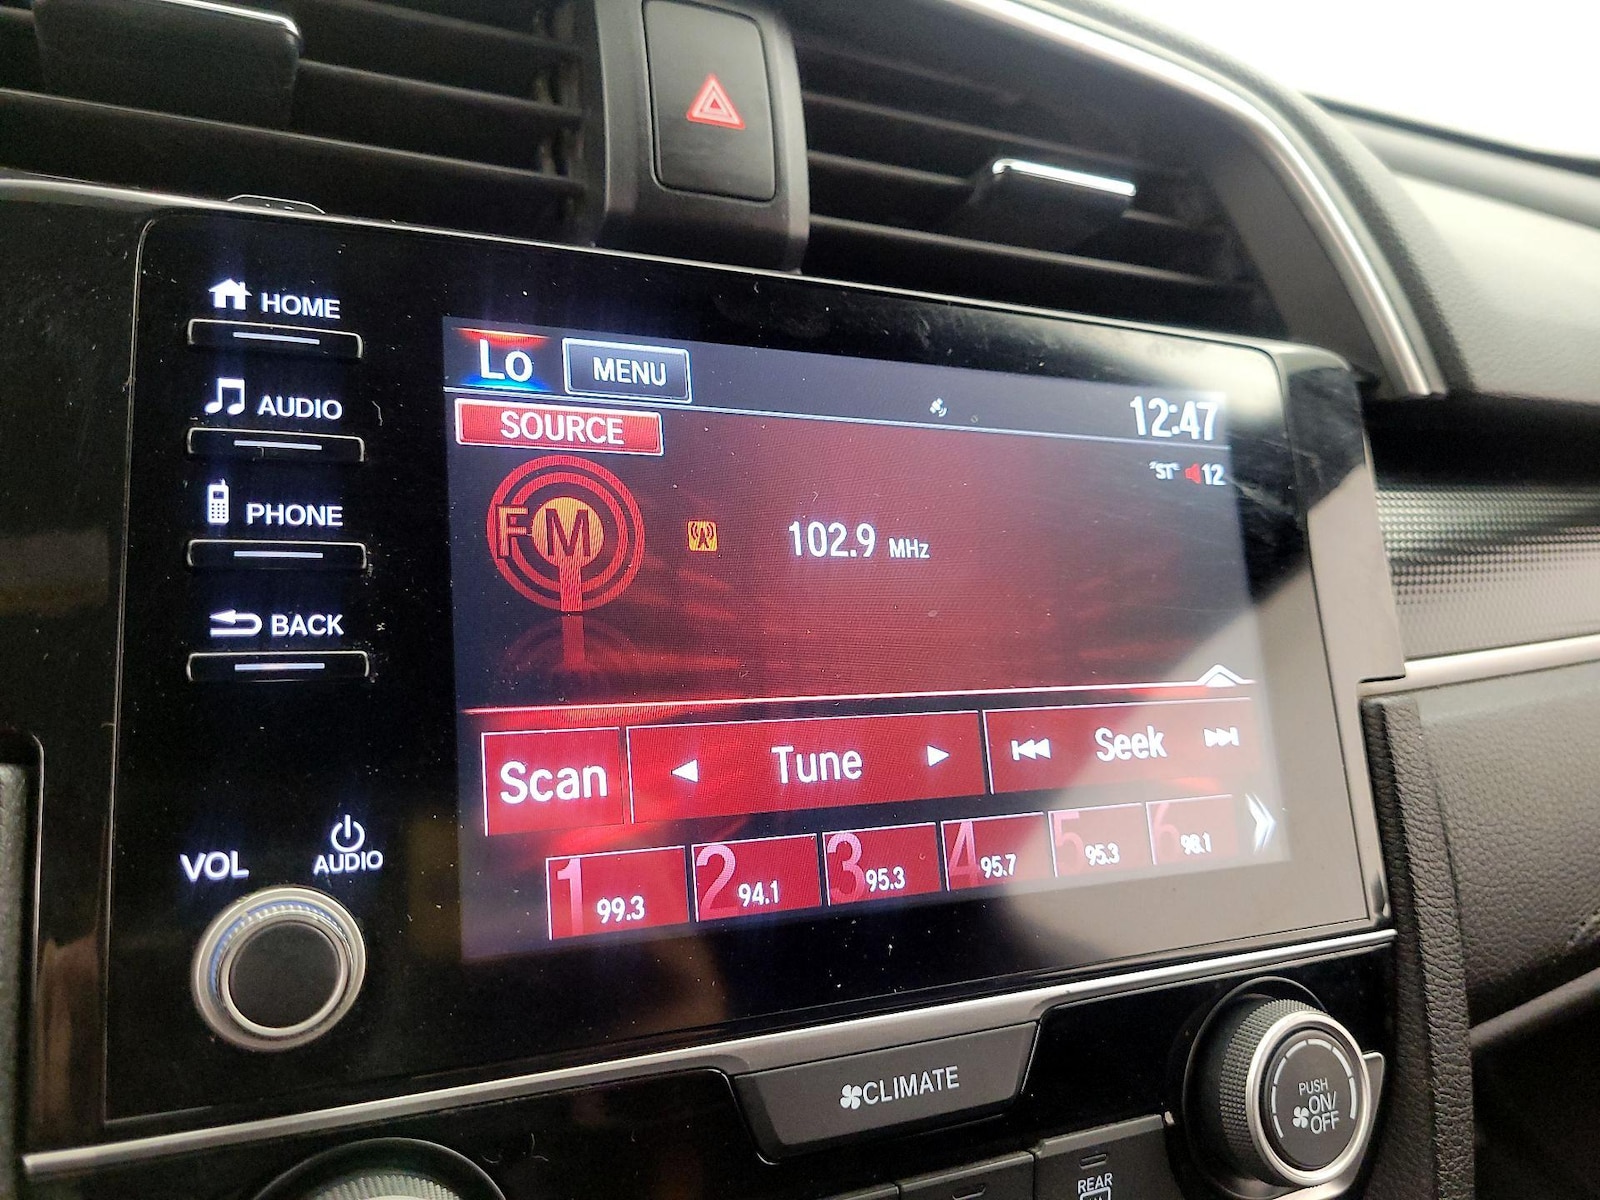 HOME
AUDIO
PHONE
BACK
VOL
AUDIO
LO
MENU
12:47
SOURCE
"ST" 12
FM
102.9 MHz
Scan
Tune
Seek
1 99.3
2 94.1
3 95.3
4 95.7
5 95.3
6 98.1
CLIMATE
PUSH
ON/
OFF
REAR